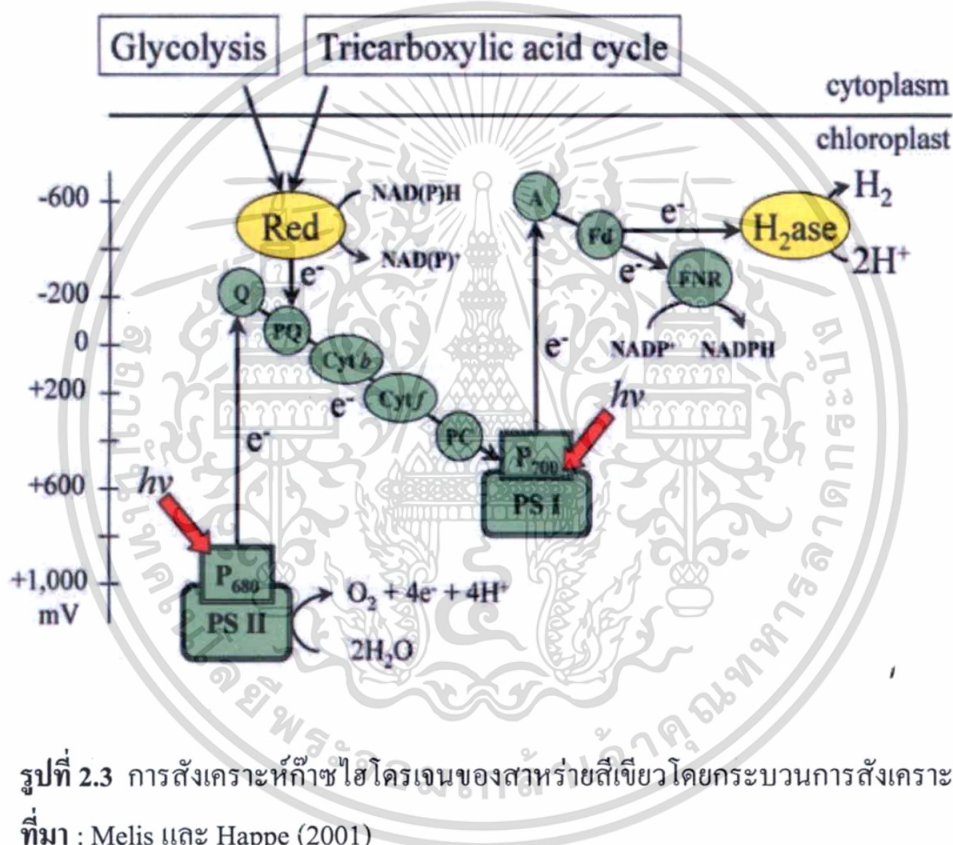 Glycolysis
Tricarboxylic acid cycle
cytoplasm
chloroplast
-600
-200
0
+200
+600
+1,000
mV
Red
NAD(P)H
NAD(P)⁺
e⁻
Q
PQ
Cyt b
Cyt f
e⁻
PC
e⁻
hν
P₆₈₀
PS II
O₂ + 4e⁻ + 4H⁺
2H₂O
A
Fd
e⁻
H₂ase
H₂
2H⁺
e⁻
FNR
NADP⁺
NADPH
e⁻
hν
P₇₀₀
PS I
รูปที่ 2.3 การสังเคราะห์ก๊าซไฮโดรเจนของสาหร่ายสีเขียวโดยกระบวนการสังเคราะ
ที่มา : Melis และ Happe (2001)